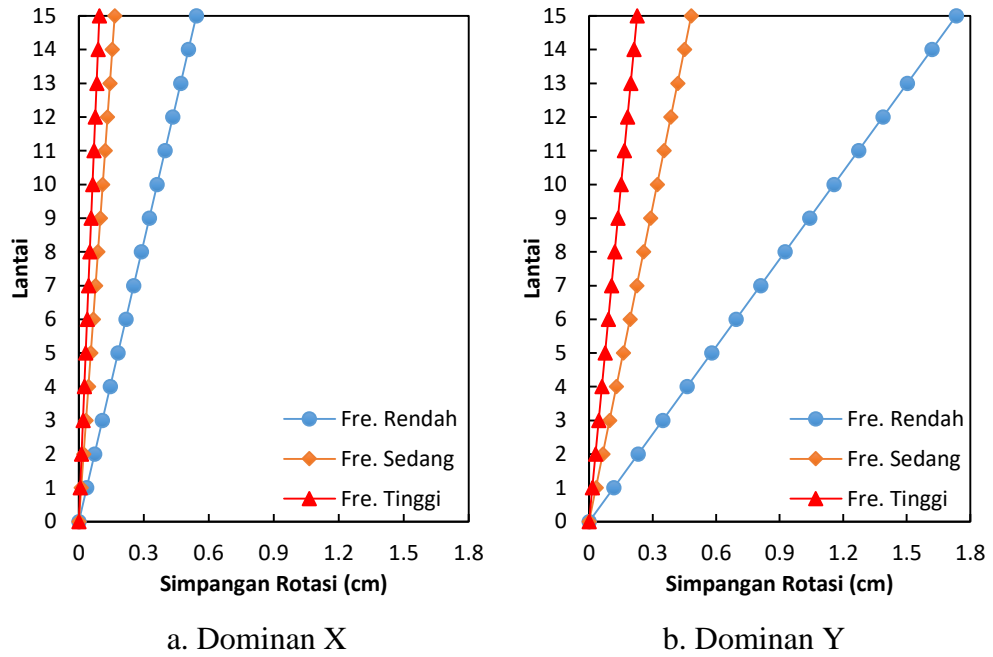 15
14
13
12
11
10
9
8
7
6
5
4
3
2
1
0
Lantai
Fre. Rendah
Fre. Sedang
Fre. Tinggi
0 0.3 0.6 0.9 1.2 1.5 1.8
Simpangan Rotasi (cm)
a. Dominan X
15
14
13
12
11
10
9
8
7
6
5
4
3
2
1
0
Lantai
Fre. Rendah
Fre. Sedang
Fre. Tinggi
0 0.3 0.6 0.9 1.2 1.5 1.8
Simpangan Rotasi (cm)
b. Dominan Y